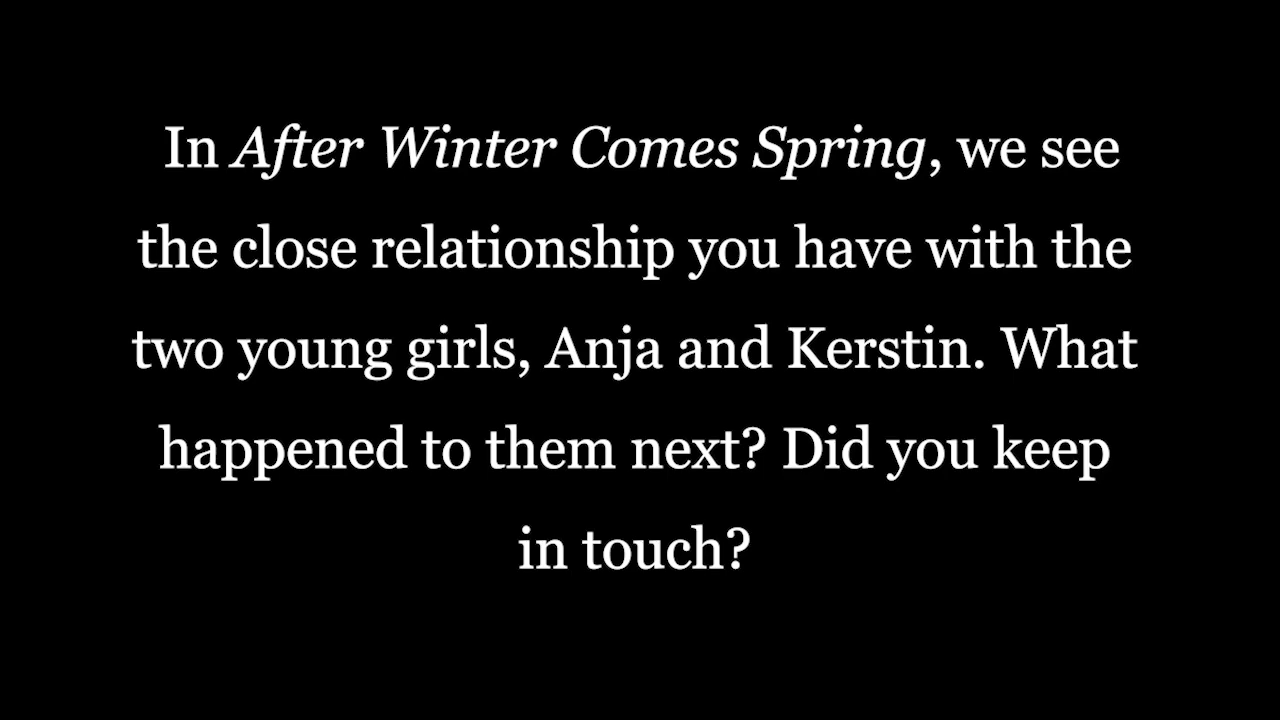 In After Winter Comes Spring, we see
the close relationship you have with the
two young girls, Anja and Kerstin. What
happened to them next? Did you keep
in touch?